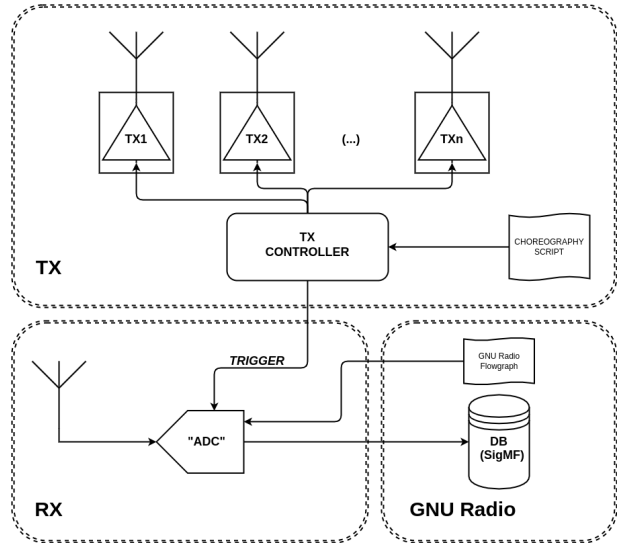 TX1
TX2
(...)
TXn
TX
CONTROLLER
CHOREOGRAPHY
SCRIPT
TX
TRIGGER
GNU Radio
Flowgraph
"ADC"
DB
(SigMF)
RX
GNU Radio